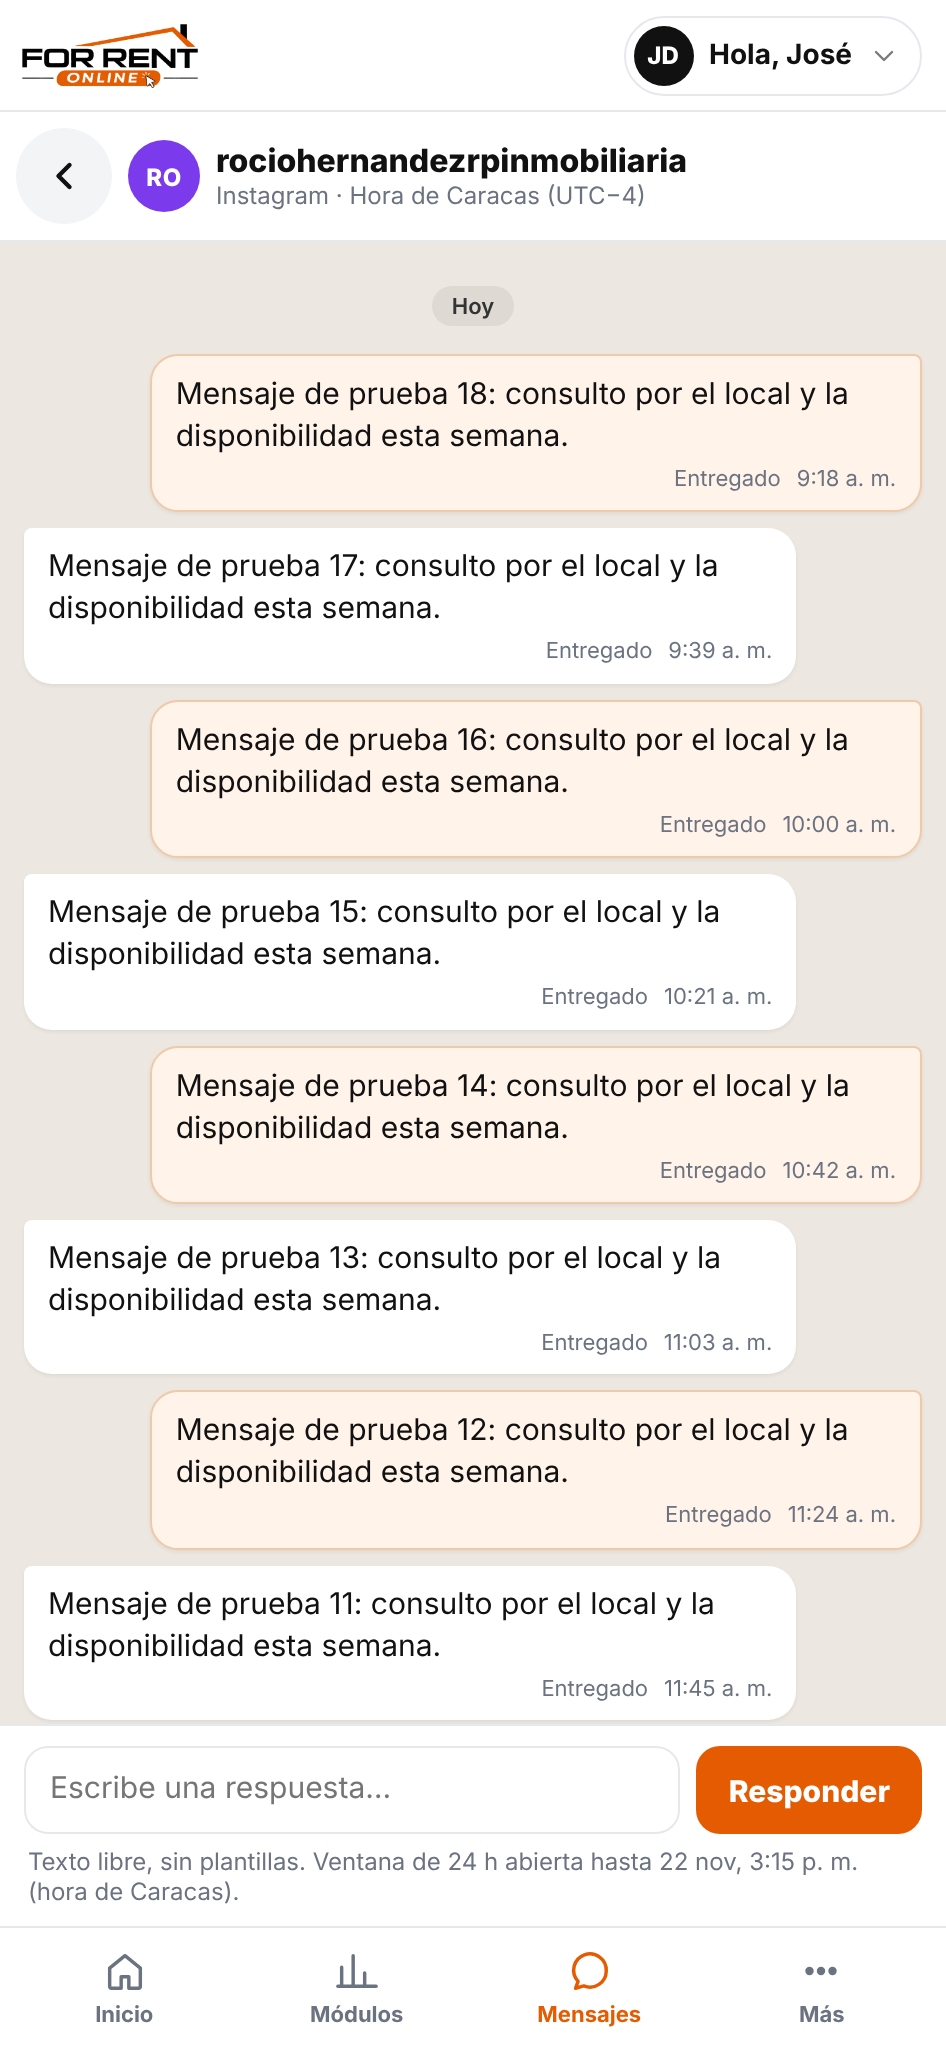 FOR RENT
ONLINE
JD
Hola, José
RO
rociohernandezrpinmobiliaria
Instagram · Hora de Caracas (UTC−4)
Hoy
Mensaje de prueba 18: consulto por el local y la
disponibilidad esta semana.
Entregado 9:18 a. m.
Mensaje de prueba 17: consulto por el local y la
disponibilidad esta semana.
Entregado 9:39 a. m.
Mensaje de prueba 16: consulto por el local y la
disponibilidad esta semana.
Entregado 10:00 a. m.
Mensaje de prueba 15: consulto por el local y la
disponibilidad esta semana.
Entregado 10:21 a. m.
Mensaje de prueba 14: consulto por el local y la
disponibilidad esta semana.
Entregado 10:42 a. m.
Mensaje de prueba 13: consulto por el local y la
disponibilidad esta semana.
Entregado 11:03 a. m.
Mensaje de prueba 12: consulto por el local y la
disponibilidad esta semana.
Entregado 11:24 a. m.
Mensaje de prueba 11: consulto por el local y la
disponibilidad esta semana.
Entregado 11:45 a. m.
Escribe una respuesta...
Responder
Texto libre, sin plantillas. Ventana de 24 h abierta hasta 22 nov, 3:15 p. m.
(hora de Caracas).
Inicio
Módulos
Mensajes
Más